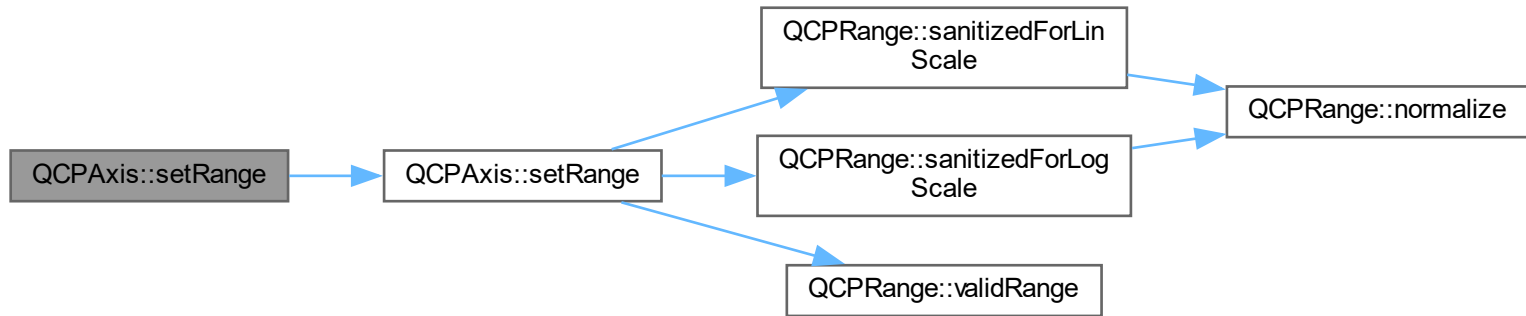 QCPAxis::setRange
QCPAxis::setRange
QCPRange::sanitizedForLin
Scale
QCPRange::sanitizedForLog
Scale
QCPRange::validRange
QCPRange::normalize